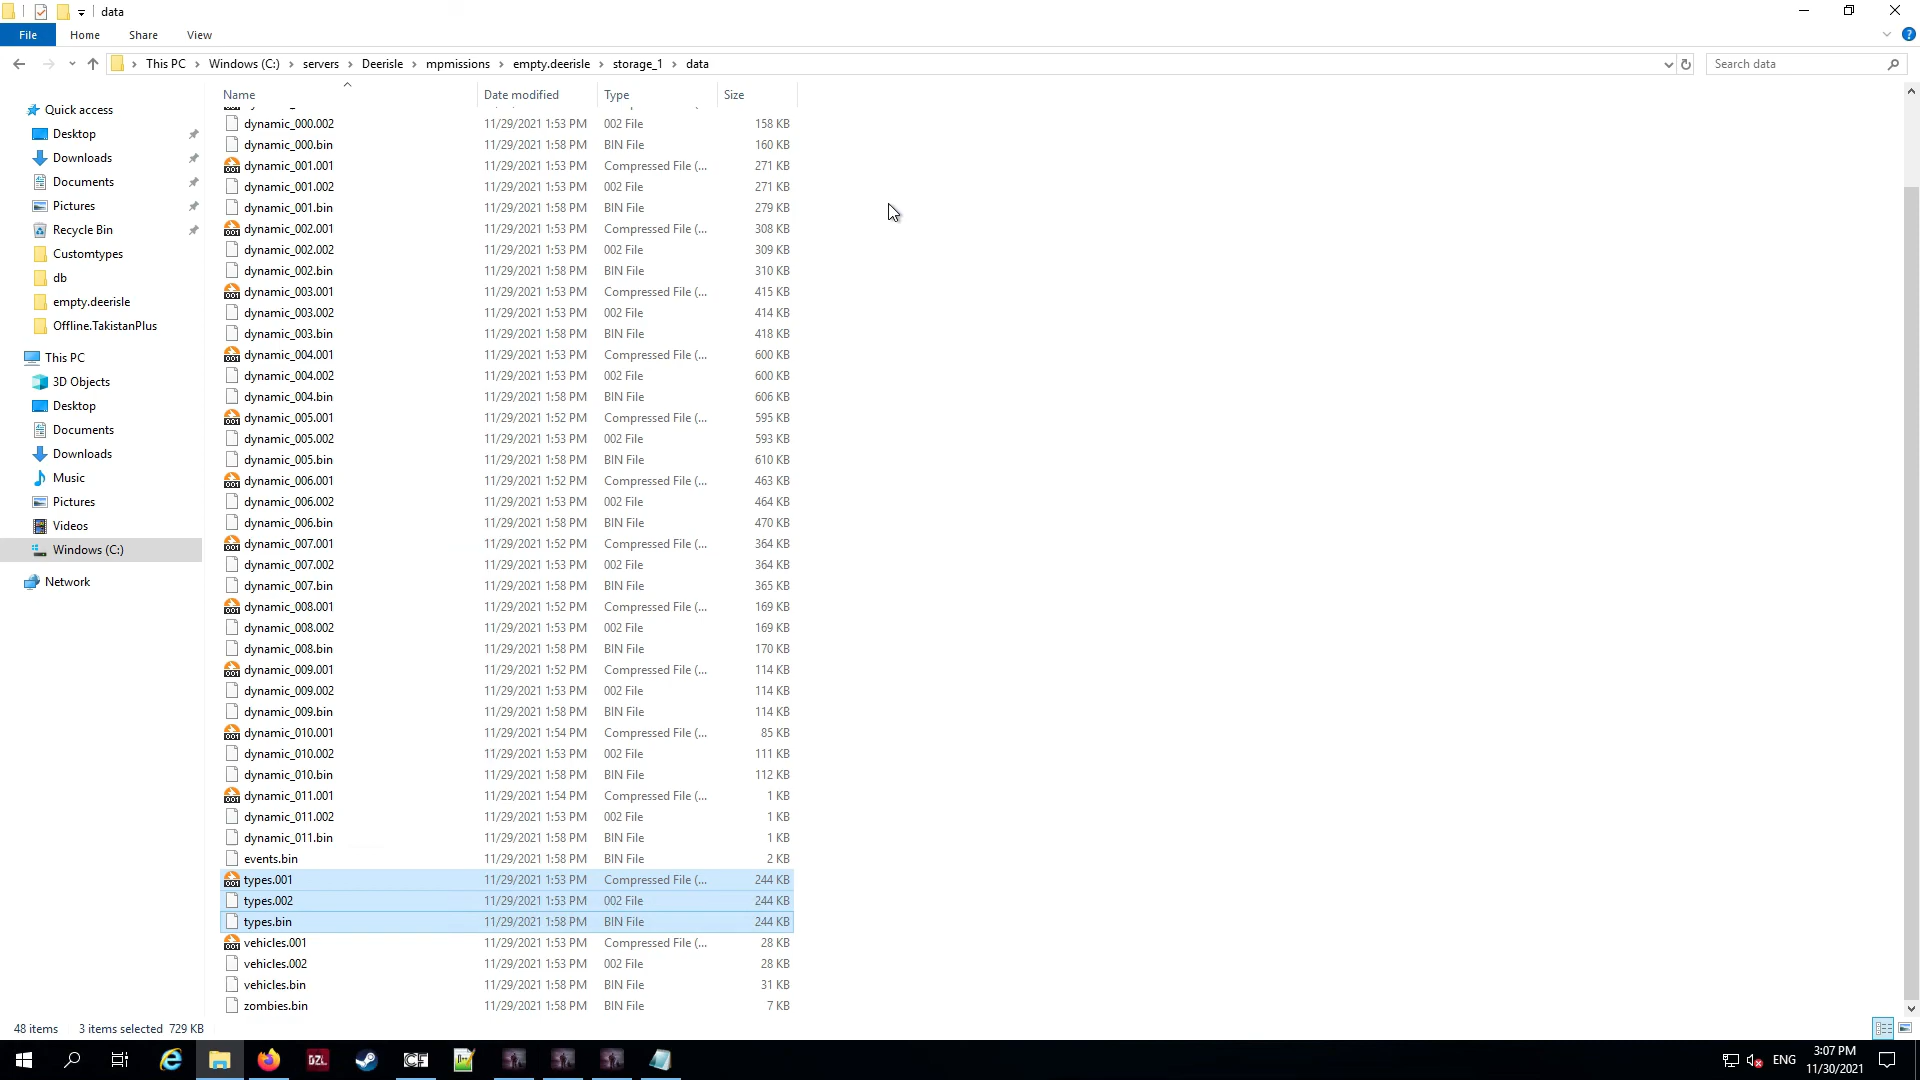 data
File Home Share View
This PC Windows (C:) servers Deerisle mpmissions empty.deerisle storage_1 data
Search data
Name Date modified Type Size
dynamic_000.002 11/29/2021 1:53 PM 002 File 158 KB
dynamic_000.bin 11/29/2021 1:58 PM BIN File 160 KB
dynamic_001.001 11/29/2021 1:53 PM Compressed File (... 271 KB
dynamic_001.002 11/29/2021 1:53 PM 002 File 271 KB
dynamic_001.bin 11/29/2021 1:58 PM BIN File 279 KB
dynamic_002.001 11/29/2021 1:53 PM Compressed File (... 308 KB
dynamic_002.002 11/29/2021 1:53 PM 002 File 309 KB
dynamic_002.bin 11/29/2021 1:58 PM BIN File 310 KB
dynamic_003.001 11/29/2021 1:53 PM Compressed File (... 415 KB
dynamic_003.002 11/29/2021 1:53 PM 002 File 414 KB
dynamic_003.bin 11/29/2021 1:58 PM BIN File 418 KB
dynamic_004.001 11/29/2021 1:53 PM Compressed File (... 600 KB
dynamic_004.002 11/29/2021 1:53 PM 002 File 600 KB
dynamic_004.bin 11/29/2021 1:58 PM BIN File 606 KB
dynamic_005.001 11/29/2021 1:52 PM Compressed File (... 595 KB
dynamic_005.002 11/29/2021 1:53 PM 002 File 593 KB
dynamic_005.bin 11/29/2021 1:58 PM BIN File 610 KB
dynamic_006.001 11/29/2021 1:52 PM Compressed File (... 463 KB
dynamic_006.002 11/29/2021 1:53 PM 002 File 464 KB
dynamic_006.bin 11/29/2021 1:58 PM BIN File 470 KB
dynamic_007.001 11/29/2021 1:52 PM Compressed File (... 364 KB
dynamic_007.002 11/29/2021 1:53 PM 002 File 364 KB
dynamic_007.bin 11/29/2021 1:58 PM BIN File 365 KB
dynamic_008.001 11/29/2021 1:52 PM Compressed File (... 169 KB
dynamic_008.002 11/29/2021 1:53 PM 002 File 169 KB
dynamic_008.bin 11/29/2021 1:58 PM BIN File 170 KB
dynamic_009.001 11/29/2021 1:52 PM Compressed File (... 114 KB
dynamic_009.002 11/29/2021 1:53 PM 002 File 114 KB
dynamic_009.bin 11/29/2021 1:58 PM BIN File 114 KB
dynamic_010.001 11/29/2021 1:54 PM Compressed File (... 85 KB
dynamic_010.002 11/29/2021 1:53 PM 002 File 111 KB
dynamic_010.bin 11/29/2021 1:58 PM BIN File 112 KB
dynamic_011.001 11/29/2021 1:54 PM Compressed File (... 1 KB
dynamic_011.002 11/29/2021 1:53 PM 002 File 1 KB
dynamic_011.bin 11/29/2021 1:58 PM BIN File 1 KB
events.bin 11/29/2021 1:58 PM BIN File 2 KB
types.001 11/29/2021 1:53 PM Compressed File (... 244 KB
types.002 11/29/2021 1:53 PM 002 File 244 KB
types.bin 11/29/2021 1:58 PM BIN File 244 KB
vehicles.001 11/29/2021 1:53 PM Compressed File (... 28 KB
vehicles.002 11/29/2021 1:53 PM 002 File 28 KB
vehicles.bin 11/29/2021 1:58 PM BIN File 31 KB
zombies.bin 11/29/2021 1:58 PM BIN File 7 KB
Quick access
Desktop
Downloads
Documents
Pictures
Recycle Bin
Customtypes
db
empty.deerisle
Offline.TakistanPlus
This PC
3D Objects
Desktop
Documents
Downloads
Music
Pictures
Videos
Windows (C:)
Network
48 items 3 items selected 729 KB
DZL CF ENG 3:07 PM
11/30/2021